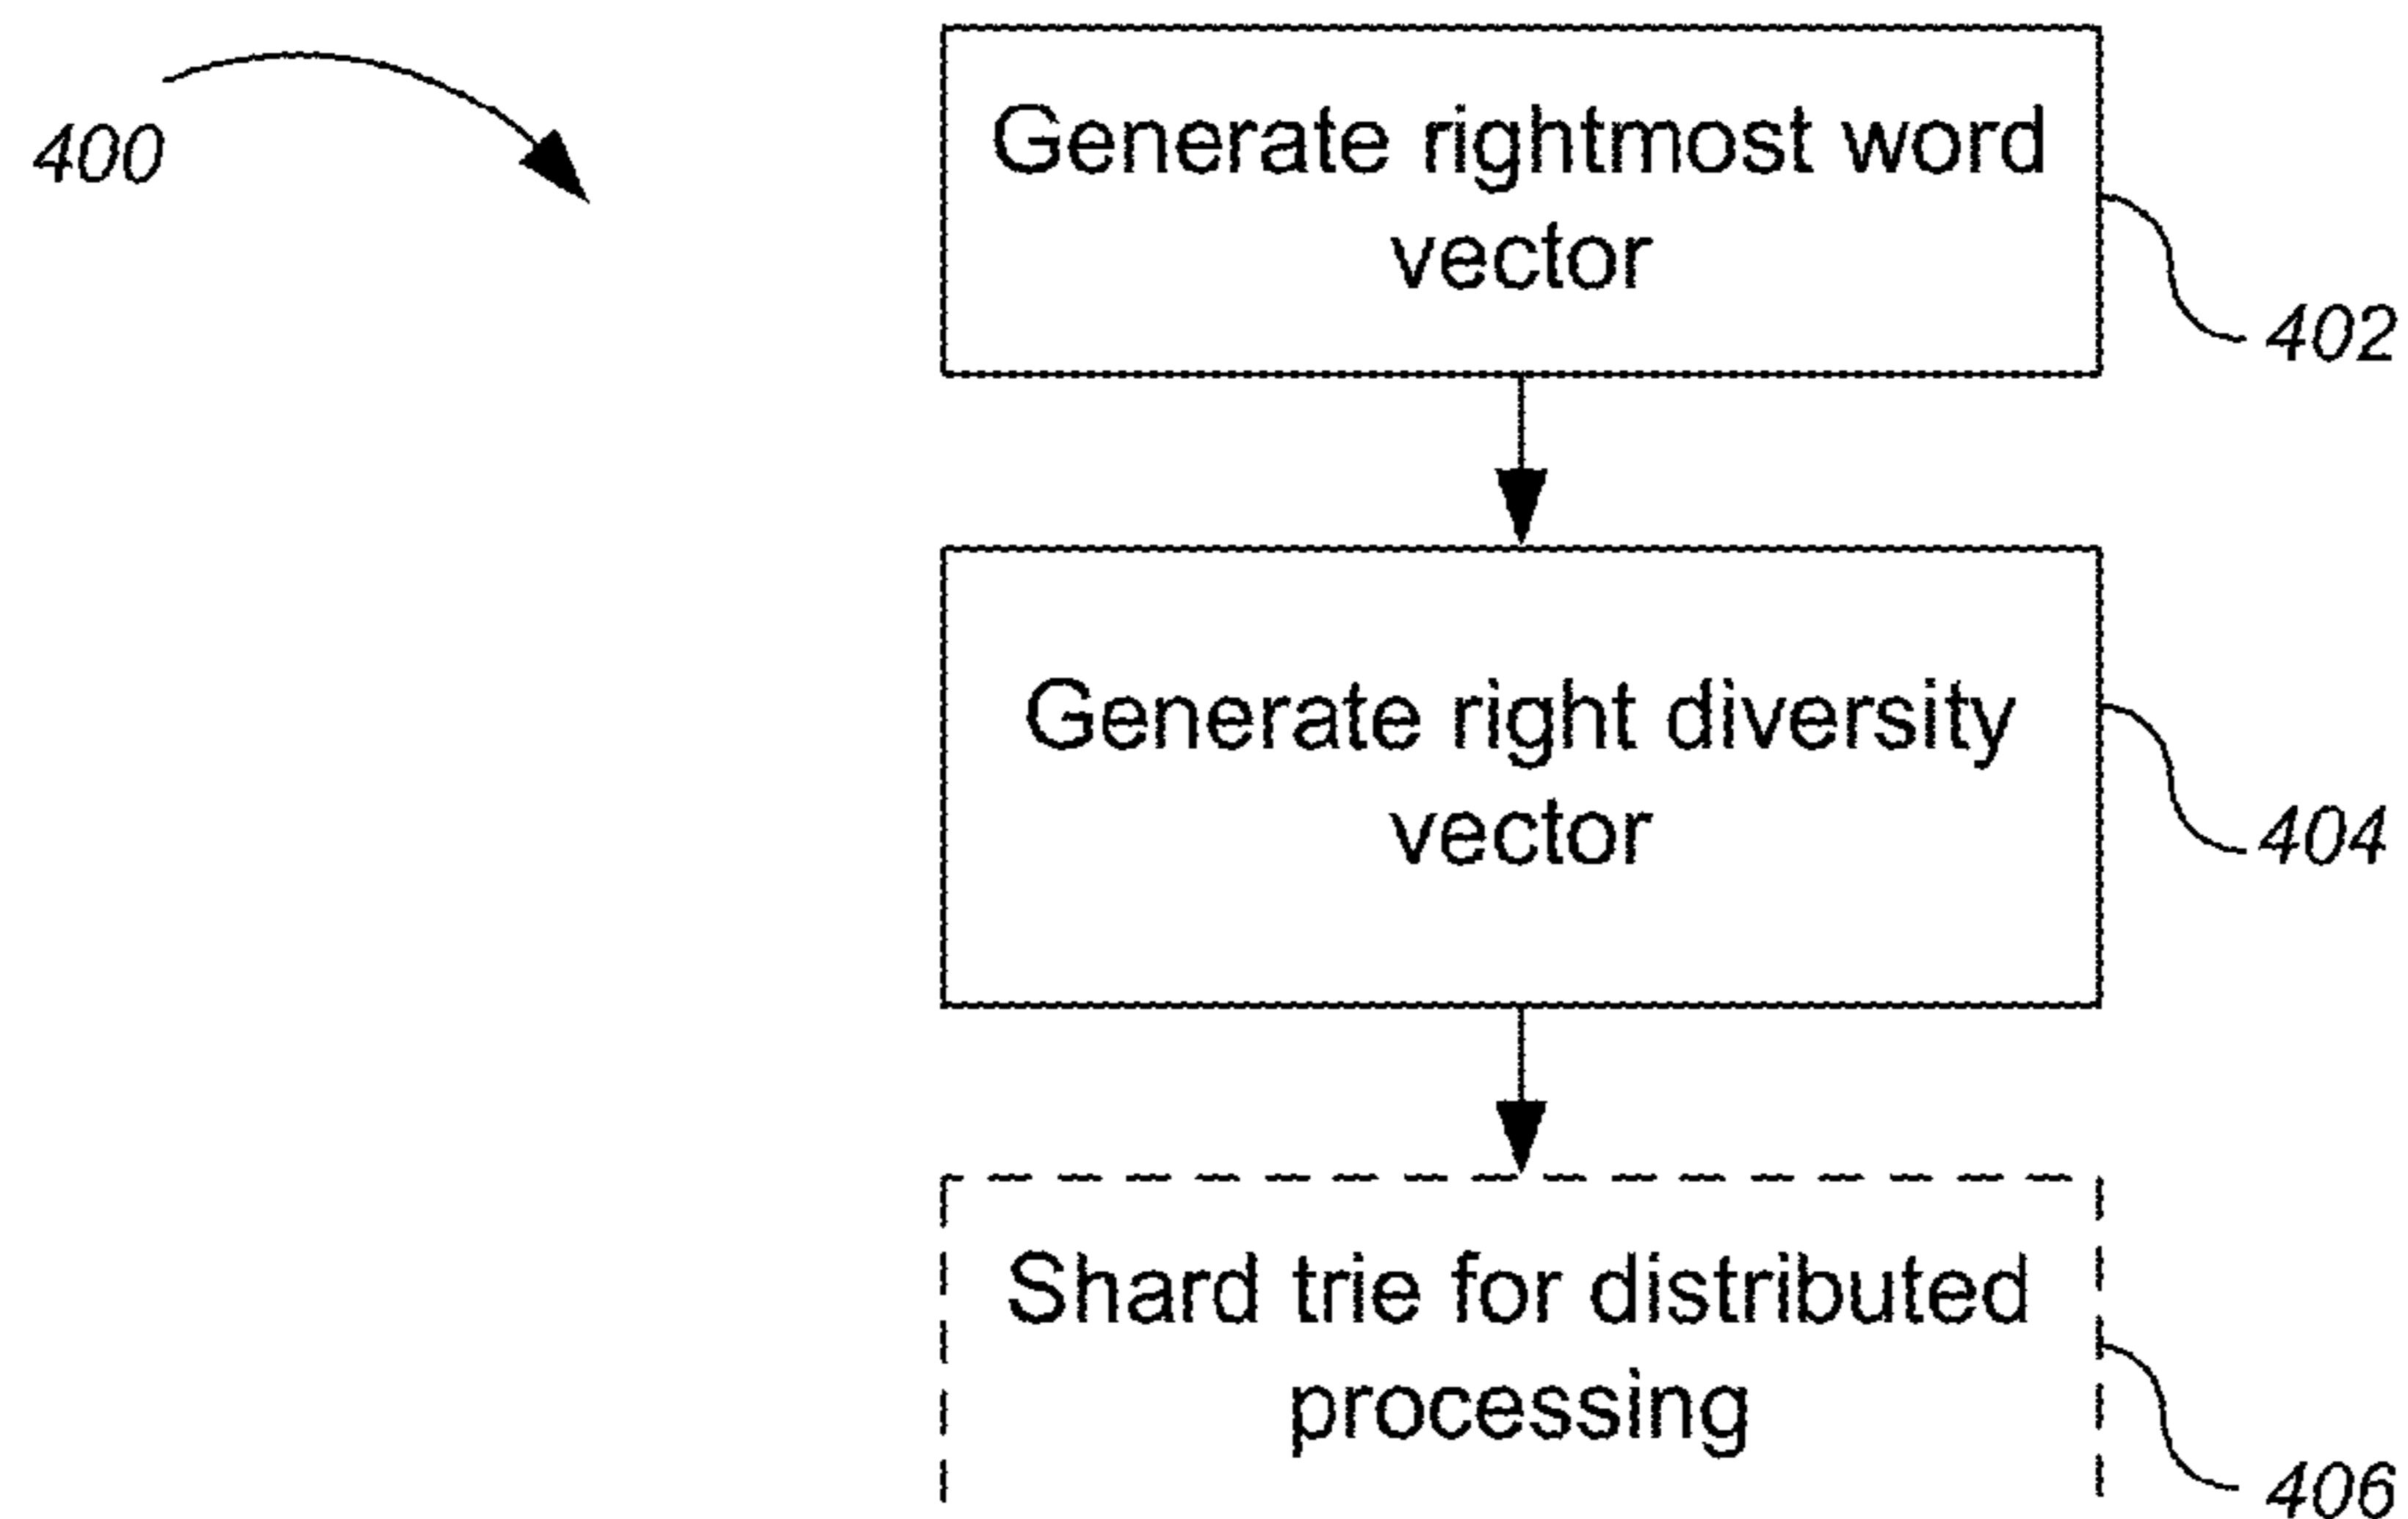 400
Generate rightmost word
vector
402
Generate right diversity
vector
404
Shard trie for distributed
processing
406